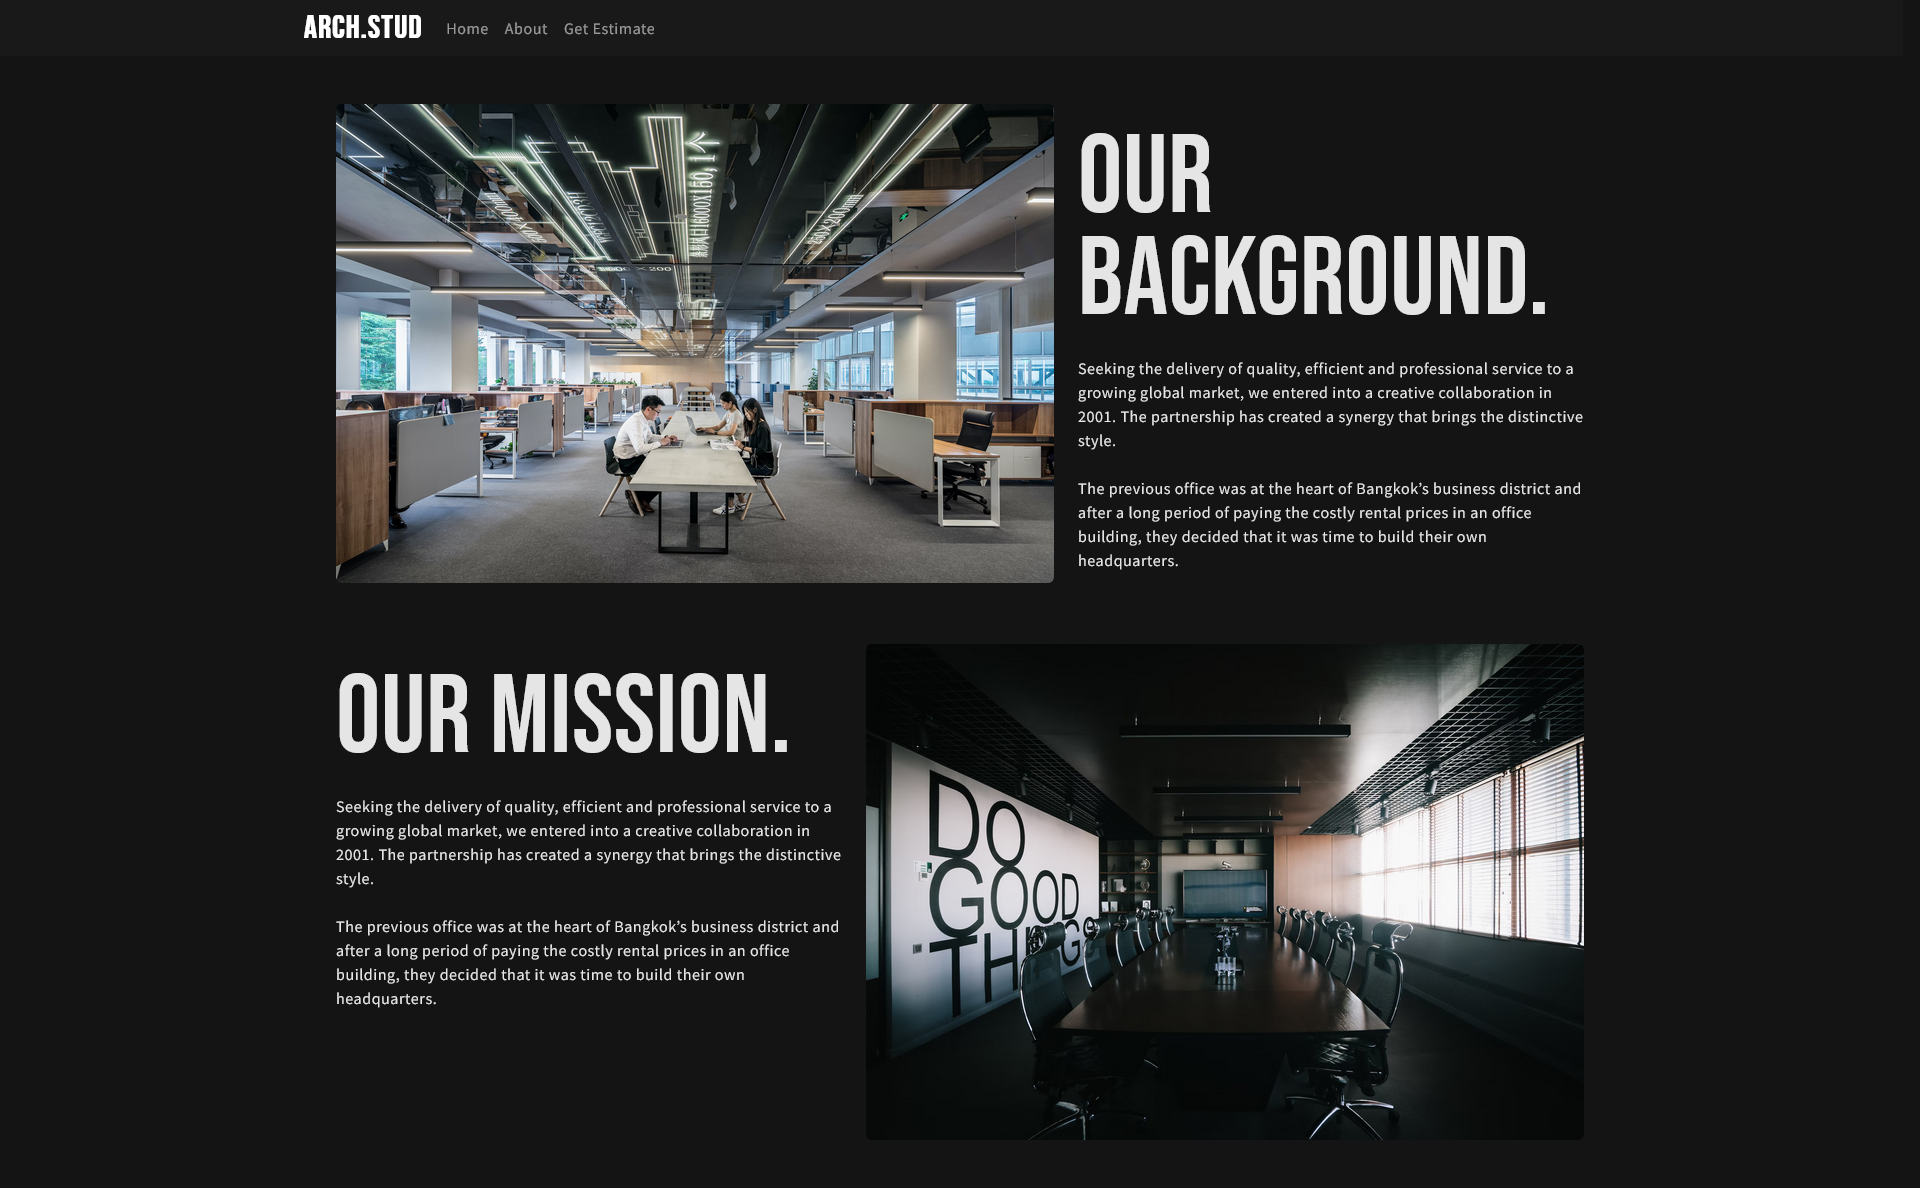 ARCH.STUD
Home About Get Estimate
OUR
BACKGROUND.
Seeking the delivery of quality, efficient and professional service to a
growing global market, we entered into a creative collaboration in
2001. The partnership has created a synergy that brings the distinctive
style.
The previous office was at the heart of Bangkok’s business district and
after a long period of paying the costly rental prices in an office
building, they decided that it was time to build their own
headquarters.
OUR MISSION.
Seeking the delivery of quality, efficient and professional service to a
growing global market, we entered into a creative collaboration in
2001. The partnership has created a synergy that brings the distinctive
style.
The previous office was at the heart of Bangkok’s business district and
after a long period of paying the costly rental prices in an office
building, they decided that it was time to build their own
headquarters.
DO
GOOD